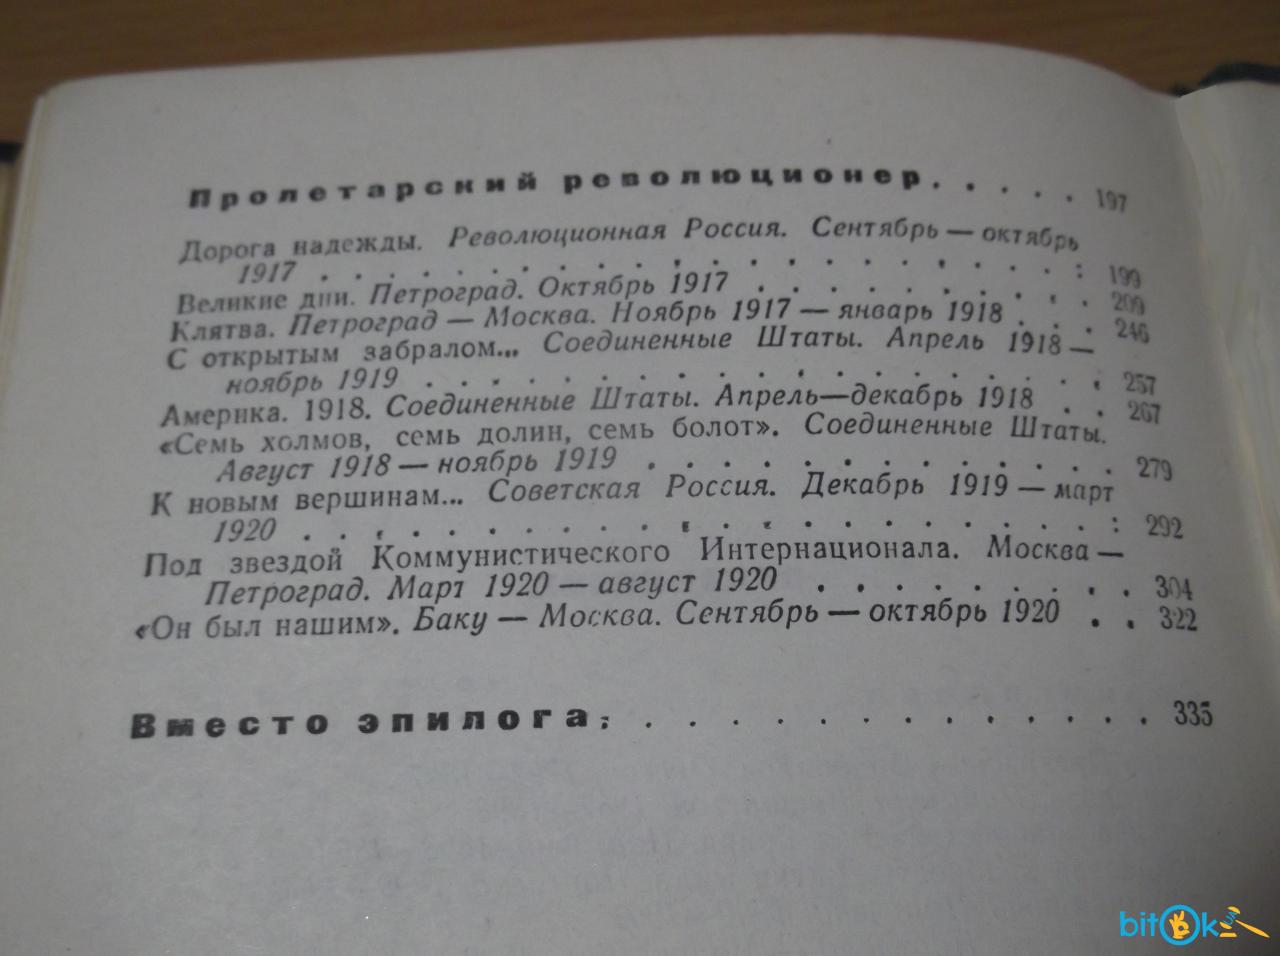 Пролетарский революционер. . . . . 197
Дорога надежды. Революционная Россия. Сентябрь — октябрь
1917 . . . . . . . . . . . . . . . . . . . . . . . 199
Великие дни. Петроград. Октябрь 1917 . . . . . . . . . . 209
Клятва. Петроград — Москва. Ноябрь 1917 — январь 1918 . . . 246
С открытым забралом... Соединенные Штаты. Апрель 1918 —
ноябрь 1919 . . . . . . . . . . . . . . . . . . . . . 257
Америка. 1918. Соединенные Штаты. Апрель—декабрь 1918 . . 267
«Семь холмов, семь долин, семь болот». Соединенные Штаты.
Август 1918 — ноябрь 1919 . . . . . . . . . . . . . 279
К новым вершинам... Советская Россия. Декабрь 1919 — март
1920 . . . . . . . . . . . . . . . . . . . . . . 292
Под звездой Коммунистического Интернационала. Москва —
Петроград. Март 1920 — август 1920 . . . . . . . . . . 304
«Он был нашим». Баку — Москва. Сентябрь — октябрь 1920 . . 322
Вместо эпилога. . . . . . . . . . . . . . 335
bitOk.UA